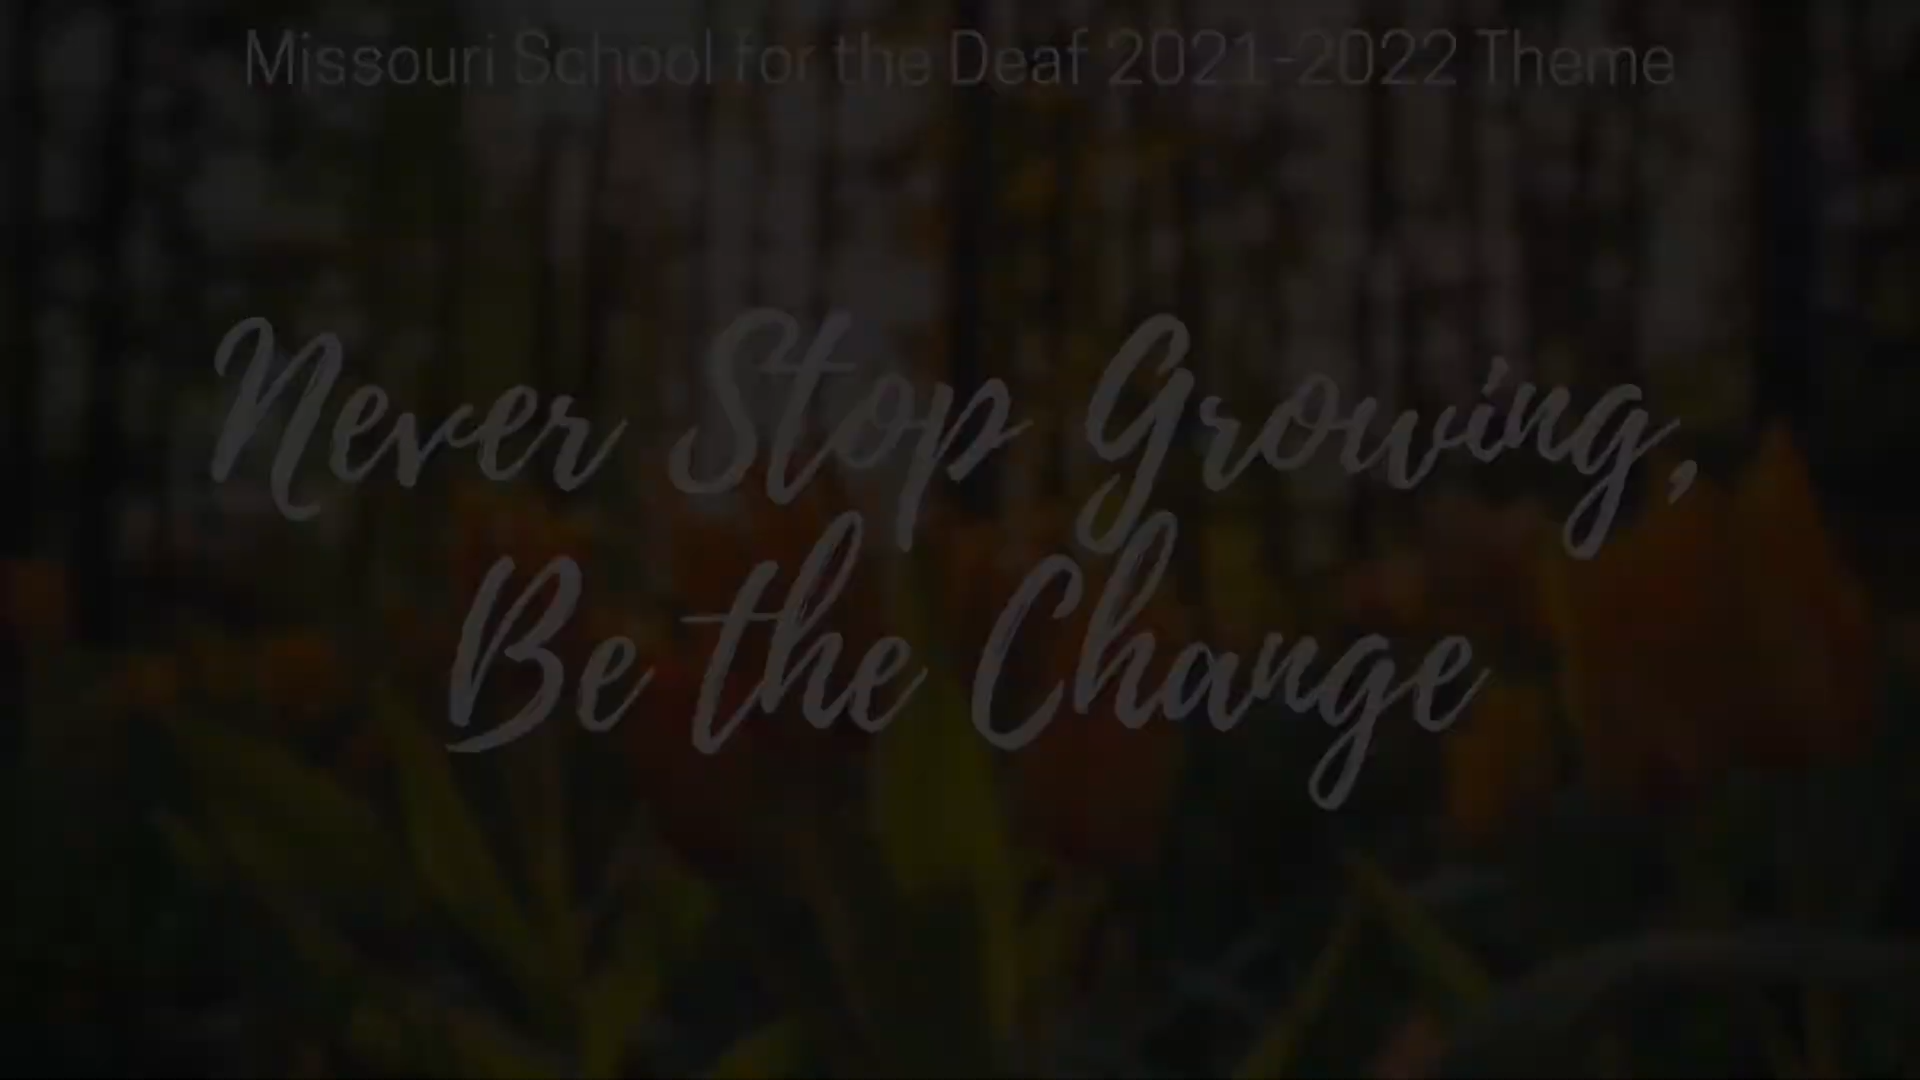 Missouri School for the Deaf 2021-2022 Theme
Never Stop Growing,
Be the Change